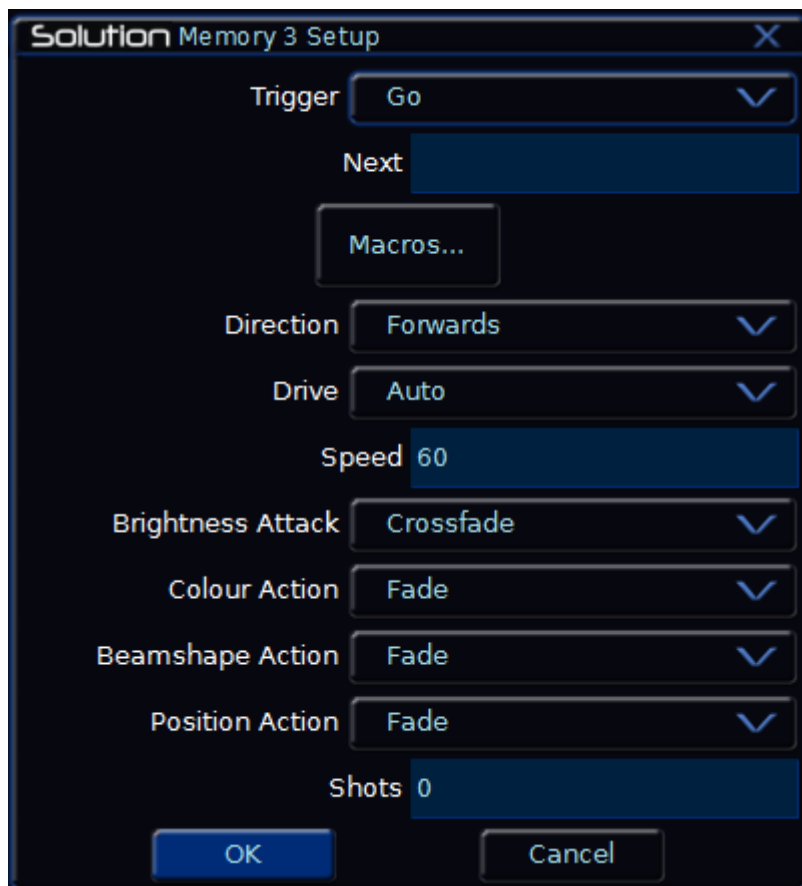 Solution Memory 3 Setup X
Trigger Go
Next
Macros...
Direction Forwards
Drive Auto
Speed 60
Brightness Attack Crossfade
Colour Action Fade
Beamshape Action Fade
Position Action Fade
Shots 0
OK Cancel